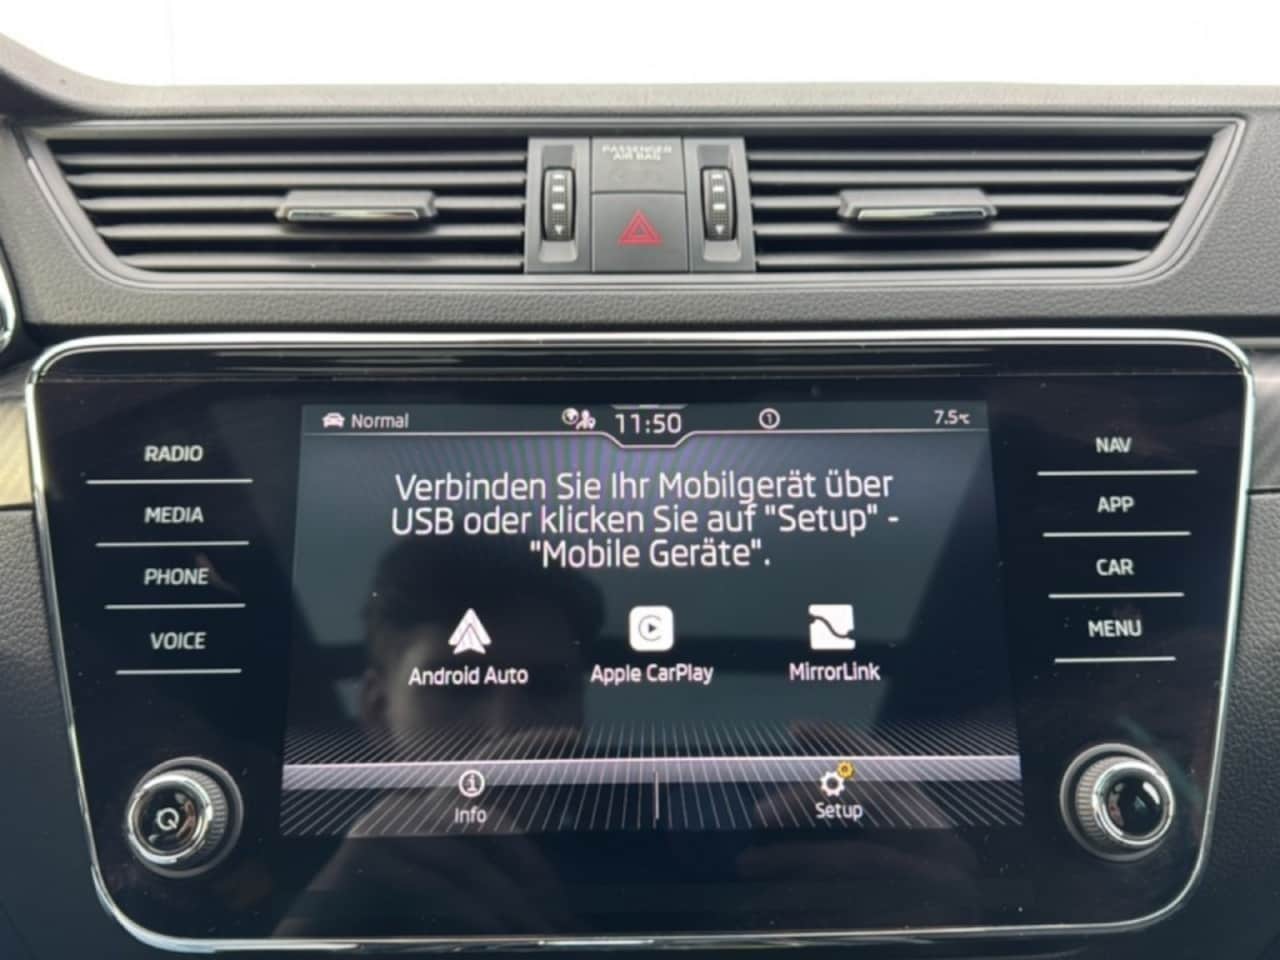 PASSENGER
AIR BAG
Normal
11:50
1
7.5°C
RADIO
MEDIA
PHONE
VOICE
Verbinden Sie Ihr Mobilgerät über
USB oder klicken Sie auf "Setup" -
"Mobile Geräte".
Android Auto
Apple CarPlay
MirrorLink
Info
Setup
NAV
APP
CAR
MENU